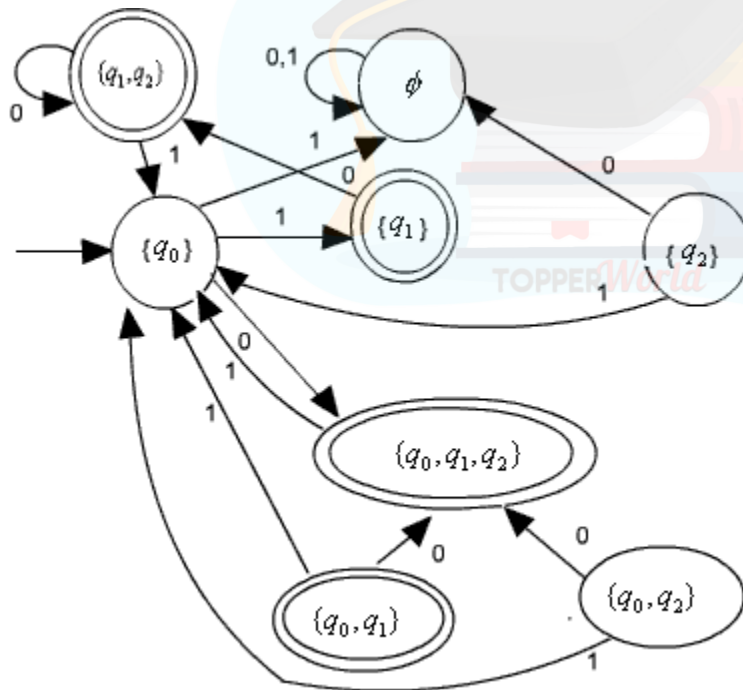 {q₁,q₂)
0
0,1
ϕ
1
1
0
0
{q₀}
1
{q₁}
{q₂}
TOPPERWorld
1
0
1
1
{q₀,q₁,q₂}
0
0
{q₀,q₁)
{q₀,q₂)
1